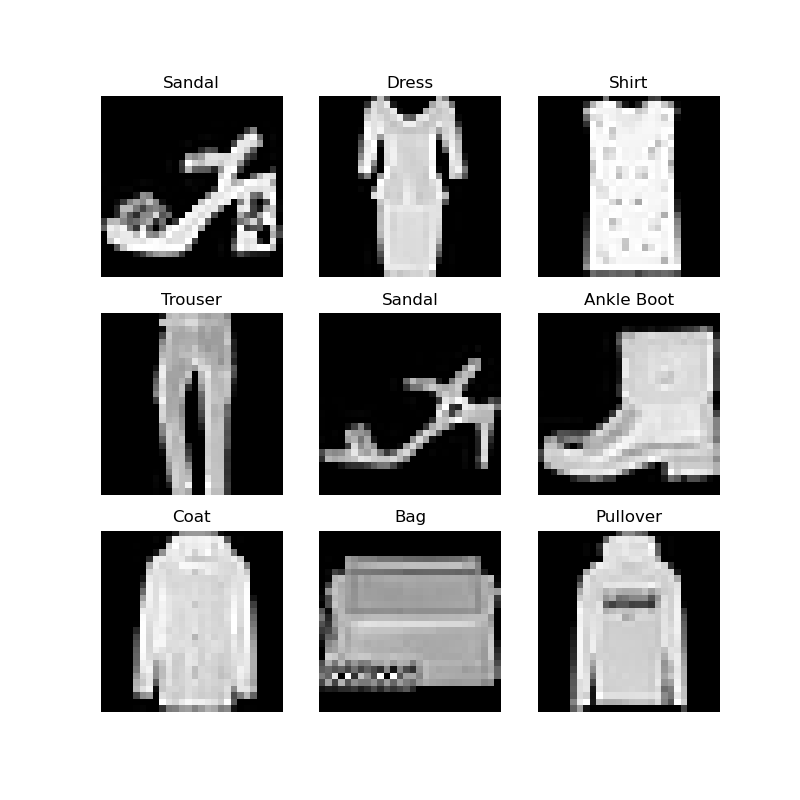 Sandal
Dress
Shirt
Trouser
Sandal
Ankle Boot
Coat
Bag
Pullover